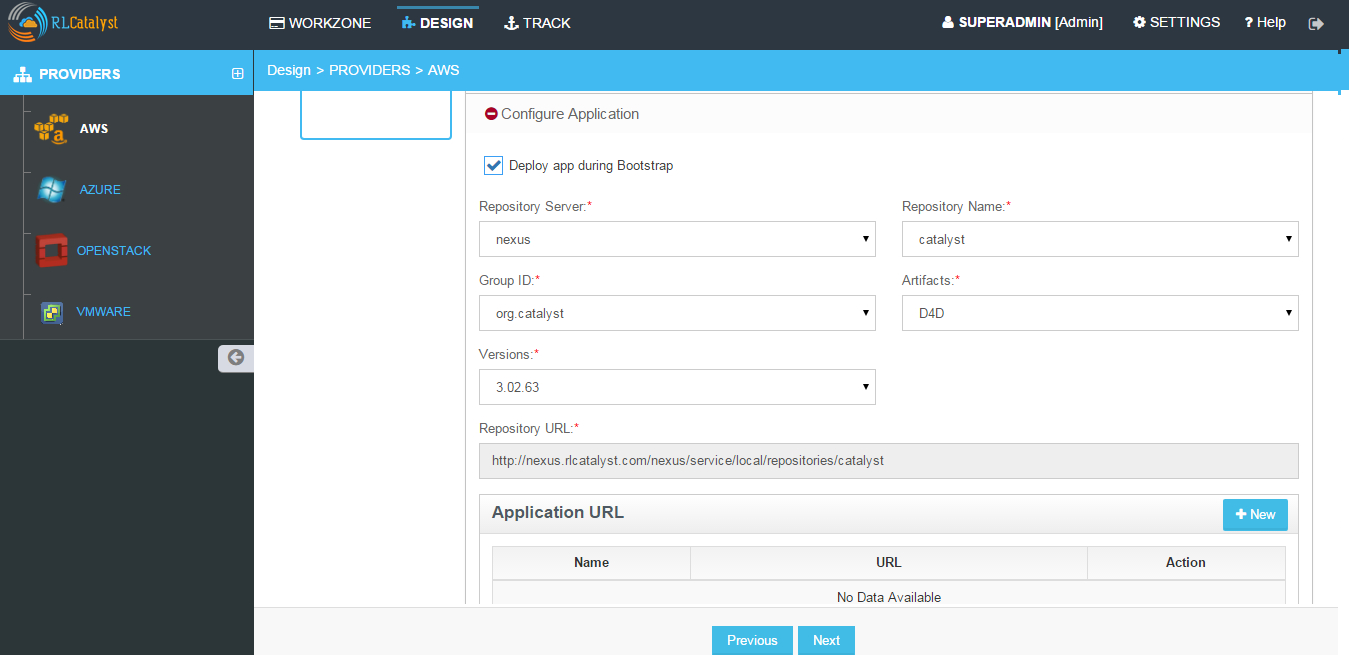 RLCatalyst
WORKZONE DESIGN TRACK SUPERADMIN [Admin] SETTINGS ? Help
PROVIDERS
Design > PROVIDERS > AWS
AWS
AZURE
OPENSTACK
VMWARE
Configure Application
Deploy app during Bootstrap
Repository Server:* Repository Name:*
nexus catalyst
Group ID:* Artifacts:*
org.catalyst D4D
Versions:*
3.02.63
Repository URL:*
http://nexus.rlcatalyst.com/nexus/service/local/repositories/catalyst
Application URL + New
Name URL Action
No Data Available
Previous Next